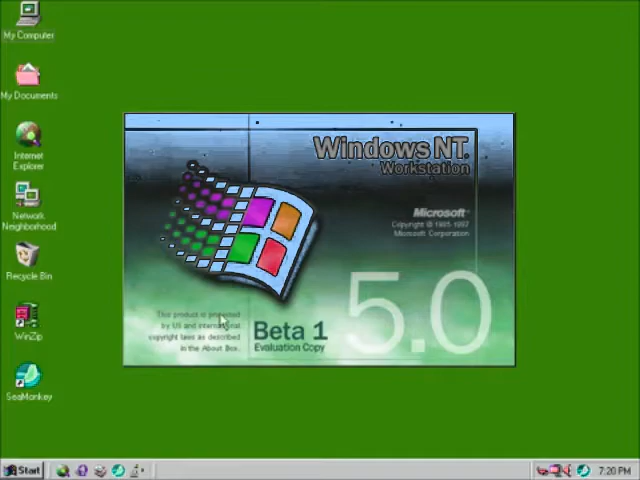 My Computer
My Documents
Internet
Explorer
Network
Neighborhood
Recycle Bin
WinZip
SeaMonkey
Windows NT.
Workstation
Microsoft
Copyright © 1985-1997
Microsoft Corporation
5.0
This product is protected
by US and international
copyright laws as described
in the About Box.
Beta 1
Evaluation Copy
Start
7:20 PM